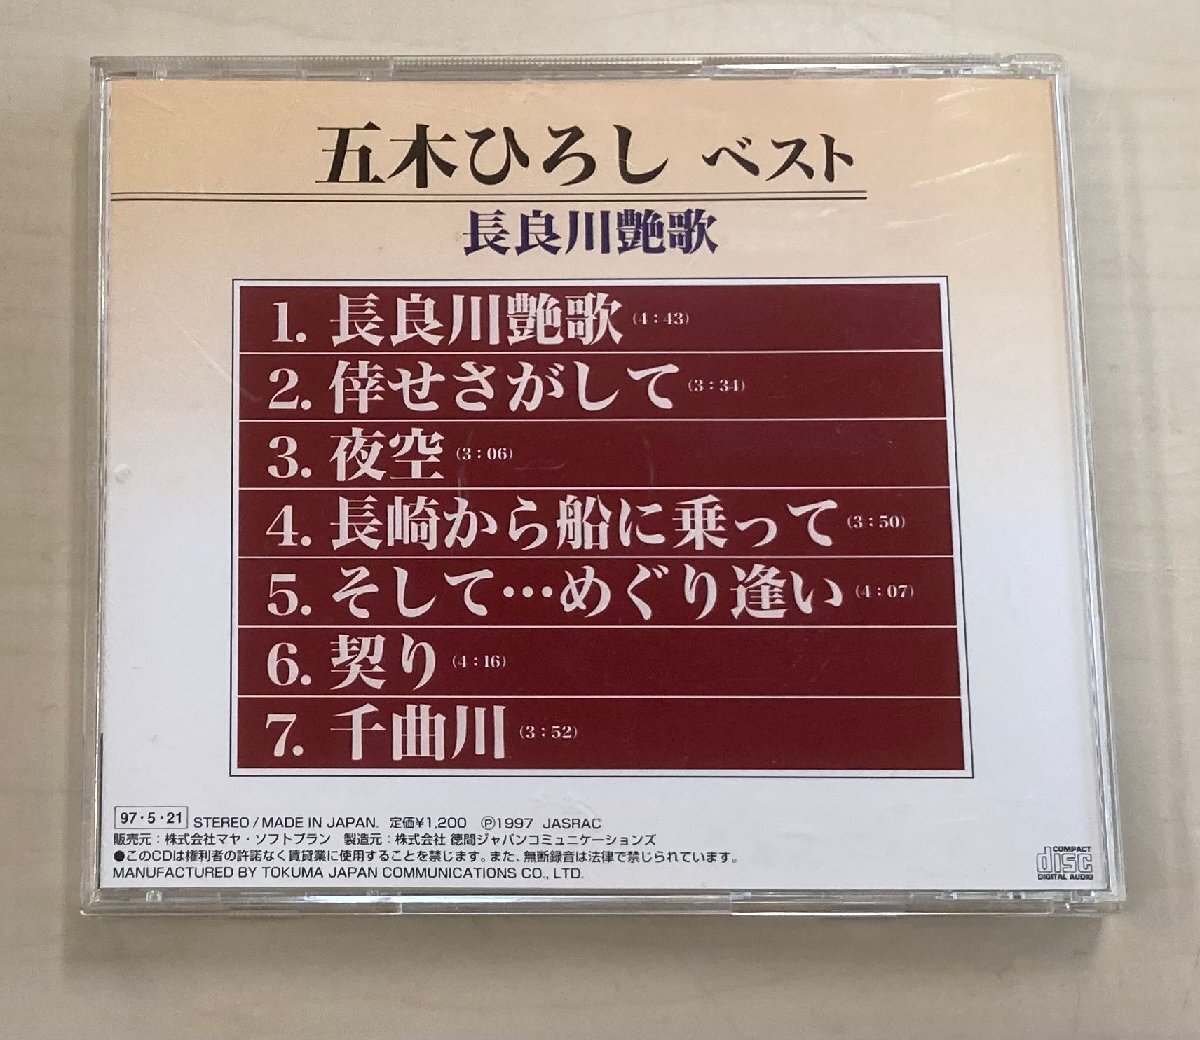 五木ひろし ベスト
長良川艶歌
1. 長良川艶歌 (4:43)
2. 倖せさがして (3:34)
3. 夜空 (3:06)
4. 長崎から船に乗って (3:50)
5. そして…めぐり逢い (4:07)
6. 契り (4:16)
7. 千曲川 (3:52)
97・5・21 STEREO/MADE IN JAPAN. 定価¥1,200 ℗1997 JASRAC
販売元：株式会社マヤ・ソフトプラン 製造元：株式会社 徳間ジャパンコミュニケーションズ
●このCDは権利者の許諾なく賃貸業に使用することを禁じます。また、無断録音は法律で禁じられています。
MANUFACTURED BY TOKUMA JAPAN COMMUNICATIONS CO., LTD.
COMPACT
disc
DIGITAL AUDIO